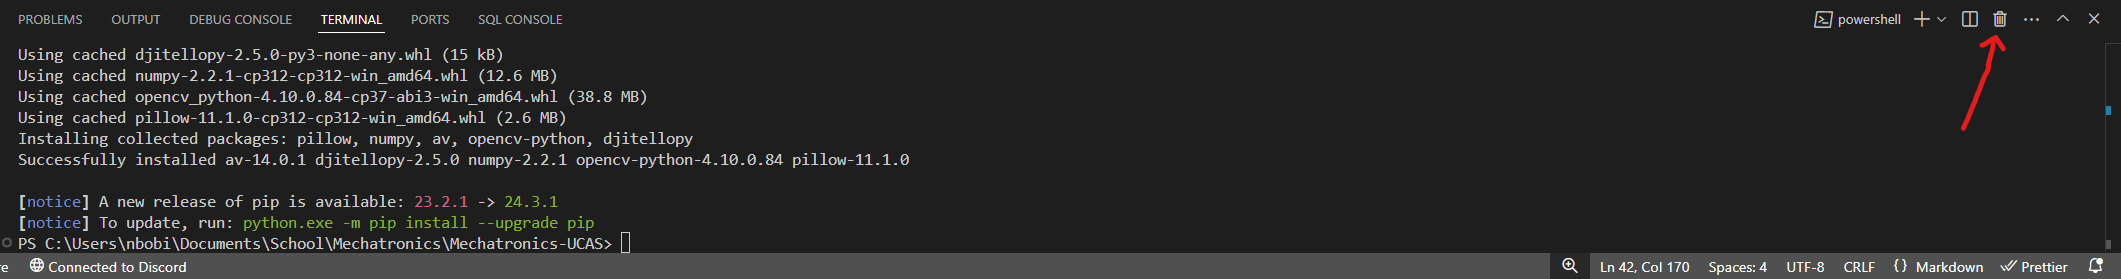 PROBLEMS OUTPUT DEBUG CONSOLE TERMINAL PORTS SQL CONSOLE powershell
Using cached djitellopy-2.5.0-py3-none-any.whl (15 kB)
Using cached numpy-2.2.1-cp312-cp312-win_amd64.whl (12.6 MB)
Using cached opencv_python-4.10.0.84-cp37-abi3-win_amd64.whl (38.8 MB)
Using cached pillow-11.1.0-cp312-cp312-win_amd64.whl (2.6 MB)
Installing collected packages: pillow, numpy, av, opencv-python, djitellopy
Successfully installed av-14.0.1 djitellopy-2.5.0 numpy-2.2.1 opencv-python-4.10.0.84 pillow-11.1.0
[notice] A new release of pip is available: 23.2.1 -> 24.3.1
[notice] To update, run: python.exe -m pip install --upgrade pip
PS C:\Users\nbobi\Documents\School\Mechatronics\Mechatronics-UCAS>
Connected to Discord Ln 42, Col 170 Spaces: 4 UTF-8 CRLF {} Markdown Prettier